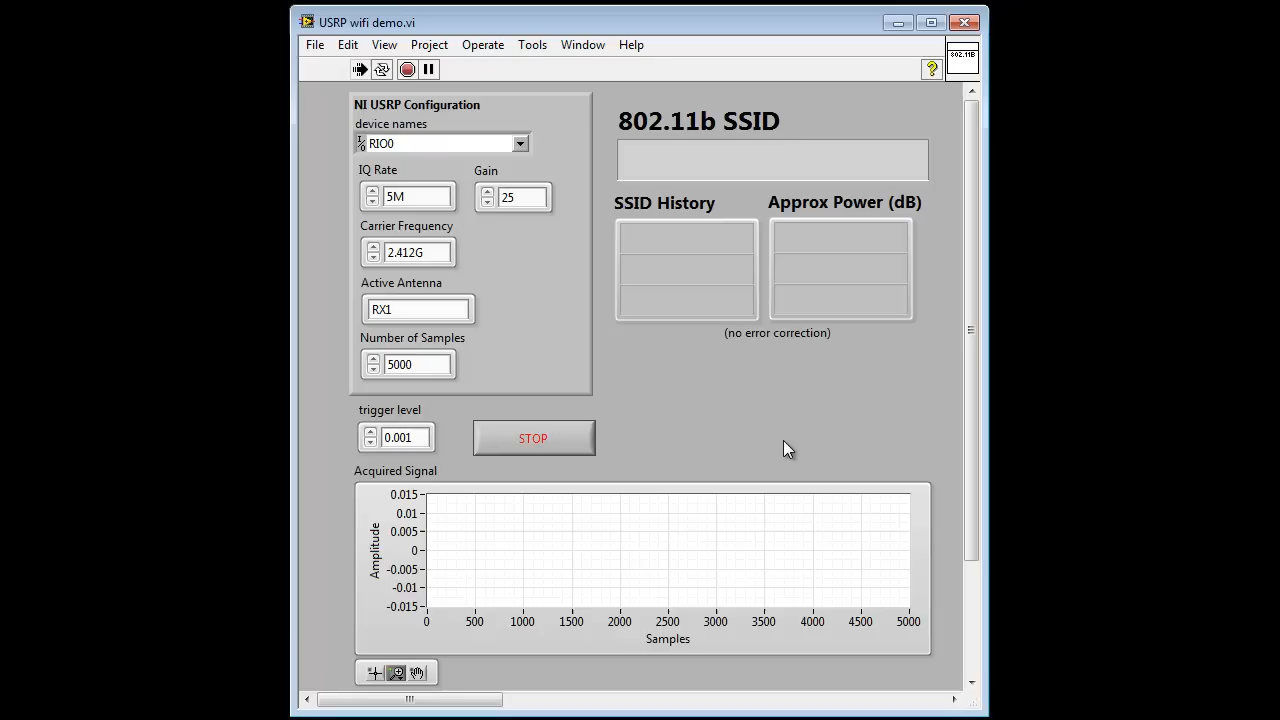 USRP wifi demo.vi
File Edit View Project Operate Tools Window Help
802.11B
NI USRP Configuration
device names
RIO0
IQ Rate
Gain
5M
25
Carrier Frequency
2.412G
Active Antenna
RX1
Number of Samples
5000
trigger level
0.001
STOP
802.11b SSID
SSID History
Approx Power (dB)
(no error correction)
Acquired Signal
Amplitude
0.015
0.01
0.005
0
-0.005
-0.01
-0.015
0 500 1000 1500 2000 2500 3000 3500 4000 4500 5000
Samples